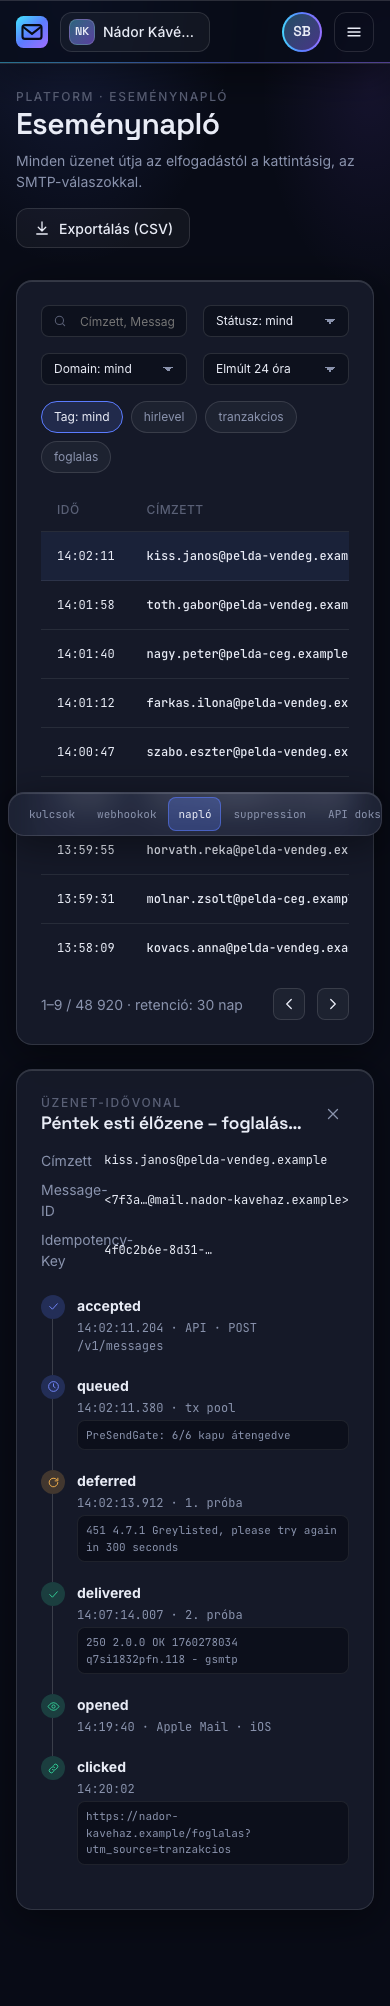 NK Nádor Kávé... SB
PLATFORM · ESEMÉNYNAPLÓ
Eseménynapló
Minden üzenet útja az elfogadástól a kattintásig, az
SMTP-válaszokkal.
Exportálás (CSV)
Címzett, Messag Státusz: mind
Domain: mind Elmúlt 24 óra
Tag: mind hirlevel tranzakcios
foglalas
IDŐ CÍMZETT
14:02:11 kiss.janos@pelda-vendeg.exam
14:01:58 toth.gabor@pelda-vendeg.exam
14:01:40 nagy.peter@pelda-ceg.example
14:01:12 farkas.ilona@pelda-vendeg.ex
14:00:47 szabo.eszter@pelda-vendeg.ex
kulcsok webhookok napló suppression API doks
13:59:55 horvath.reka@pelda-vendeg.ex
13:59:31 molnar.zsolt@pelda-ceg.examp
13:58:09 kovacs.anna@pelda-vendeg.exa
1–9 / 48 920 · retenció: 30 nap
ÜZENET-IDŐVONAL
Péntek esti élőzene – foglalás...
Címzett kiss.janos@pelda-vendeg.example
Message-
ID <7f3a…@mail.nador-kavehaz.example>
Idempotency-
Key 4f0c2b6e-8d31-…
accepted
14:02:11.204 · API · POST
/v1/messages
queued
14:02:11.380 · tx pool
PreSendGate: 6/6 kapu átengedve
deferred
14:02:13.912 · 1. próba
451 4.7.1 Greylisted, please try again
in 300 seconds
delivered
14:07:14.007 · 2. próba
250 2.0.0 OK 1760278034
q7si1832pfn.118 - gsmtp
opened
14:19:40 · Apple Mail · iOS
clicked
14:20:02
https://nador-
kavehaz.example/foglalas?
utm_source=tranzakcios